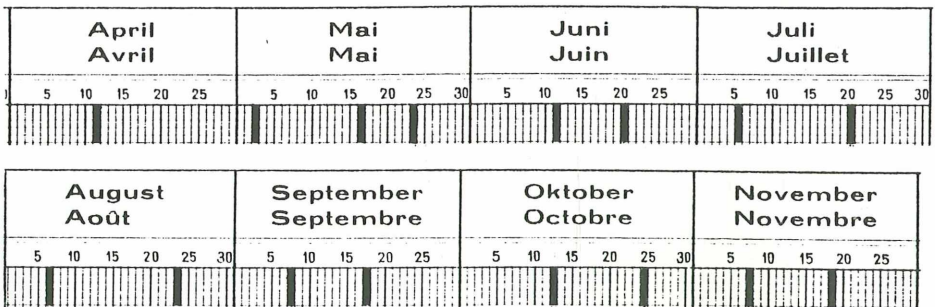 April Mai Juni Juli
Avril Mai Juin Juillet
5 10 15 20 25 5 10 15 20 25 30 5 10 15 20 25 5 10 15 20 25 30
August September Oktober November
Août Septembre Octobre Novembre
5 10 15 20 25 30 5 10 15 20 25 5 10 15 20 25 30 5 10 15 20 25